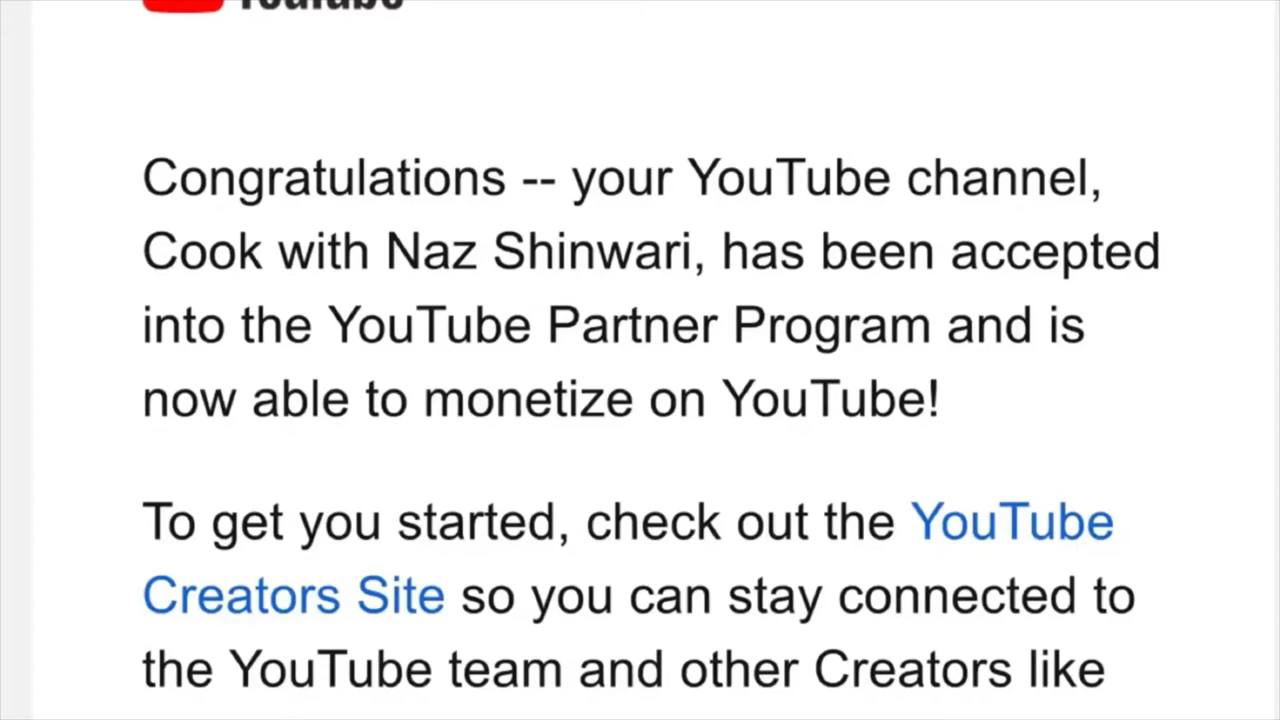 YouTube
Congratulations -- your YouTube channel,
Cook with Naz Shinwari, has been accepted
into the YouTube Partner Program and is
now able to monetize on YouTube!
To get you started, check out the YouTube
Creators Site so you can stay connected to
the YouTube team and other Creators like